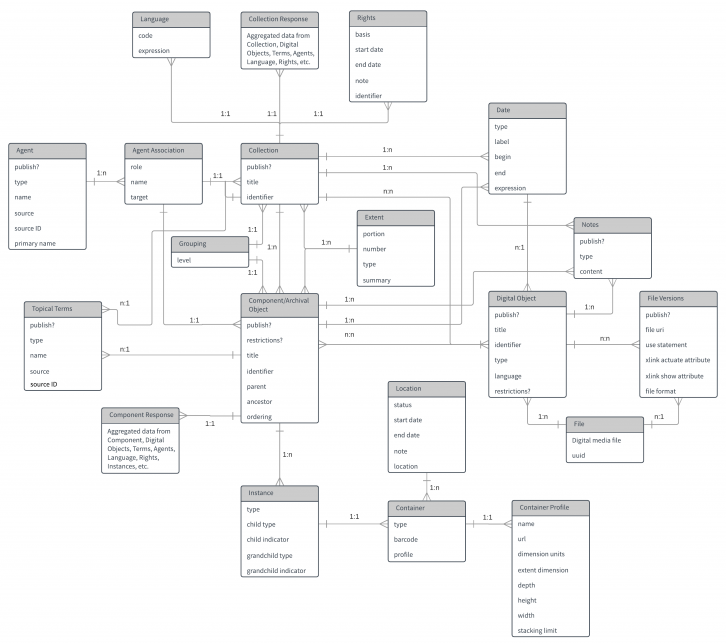 Language
code
expression
Collection Response
Aggregated data from
Collection, Digital
Objects, Terms, Agents,
Language, Rights, etc.
Rights
basis
start date
end date
note
identifier
1:1
1:1
1:1
Date
type
label
begin
end
expression
Agent
publish?
type
name
source
source ID
primary name
1:n
Agent Association
role
name
target
1:1
Collection
publish?
title
identifier
1:n
1:n
n:n
Extent
portion
number
type
summary
Notes
publish?
type
content
Grouping
level
1:1
1:1
1:n
1:n
n:1
Topical Terms
publish?
type
name
source
source ID
n:1
n:1
1:1
Component/Archival
Object
publish?
restrictions?
title
identifier
parent
ancestor
ordering
1:n
1:n
n:n
Digital Object
publish?
title
identifier
type
language
restrictions?
1:n
n:n
File Versions
publish?
file uri
use statement
xlink actuate attribute
xlink show attribute
file format
1:n
n:1
File
Digital media file
uuid
Component Response
Aggregated data from
Component, Digital
Objects, Terms, Agents,
Language, Rights,
Instances, etc.
1:1
Location
status
start date
end date
note
location
1:n
1:n
Instance
type
child type
child indicator
grandchild type
grandchild indicator
1:1
Container
type
barcode
profile
1:1
Container Profile
name
url
dimension units
extent dimension
depth
height
width
stacking limit